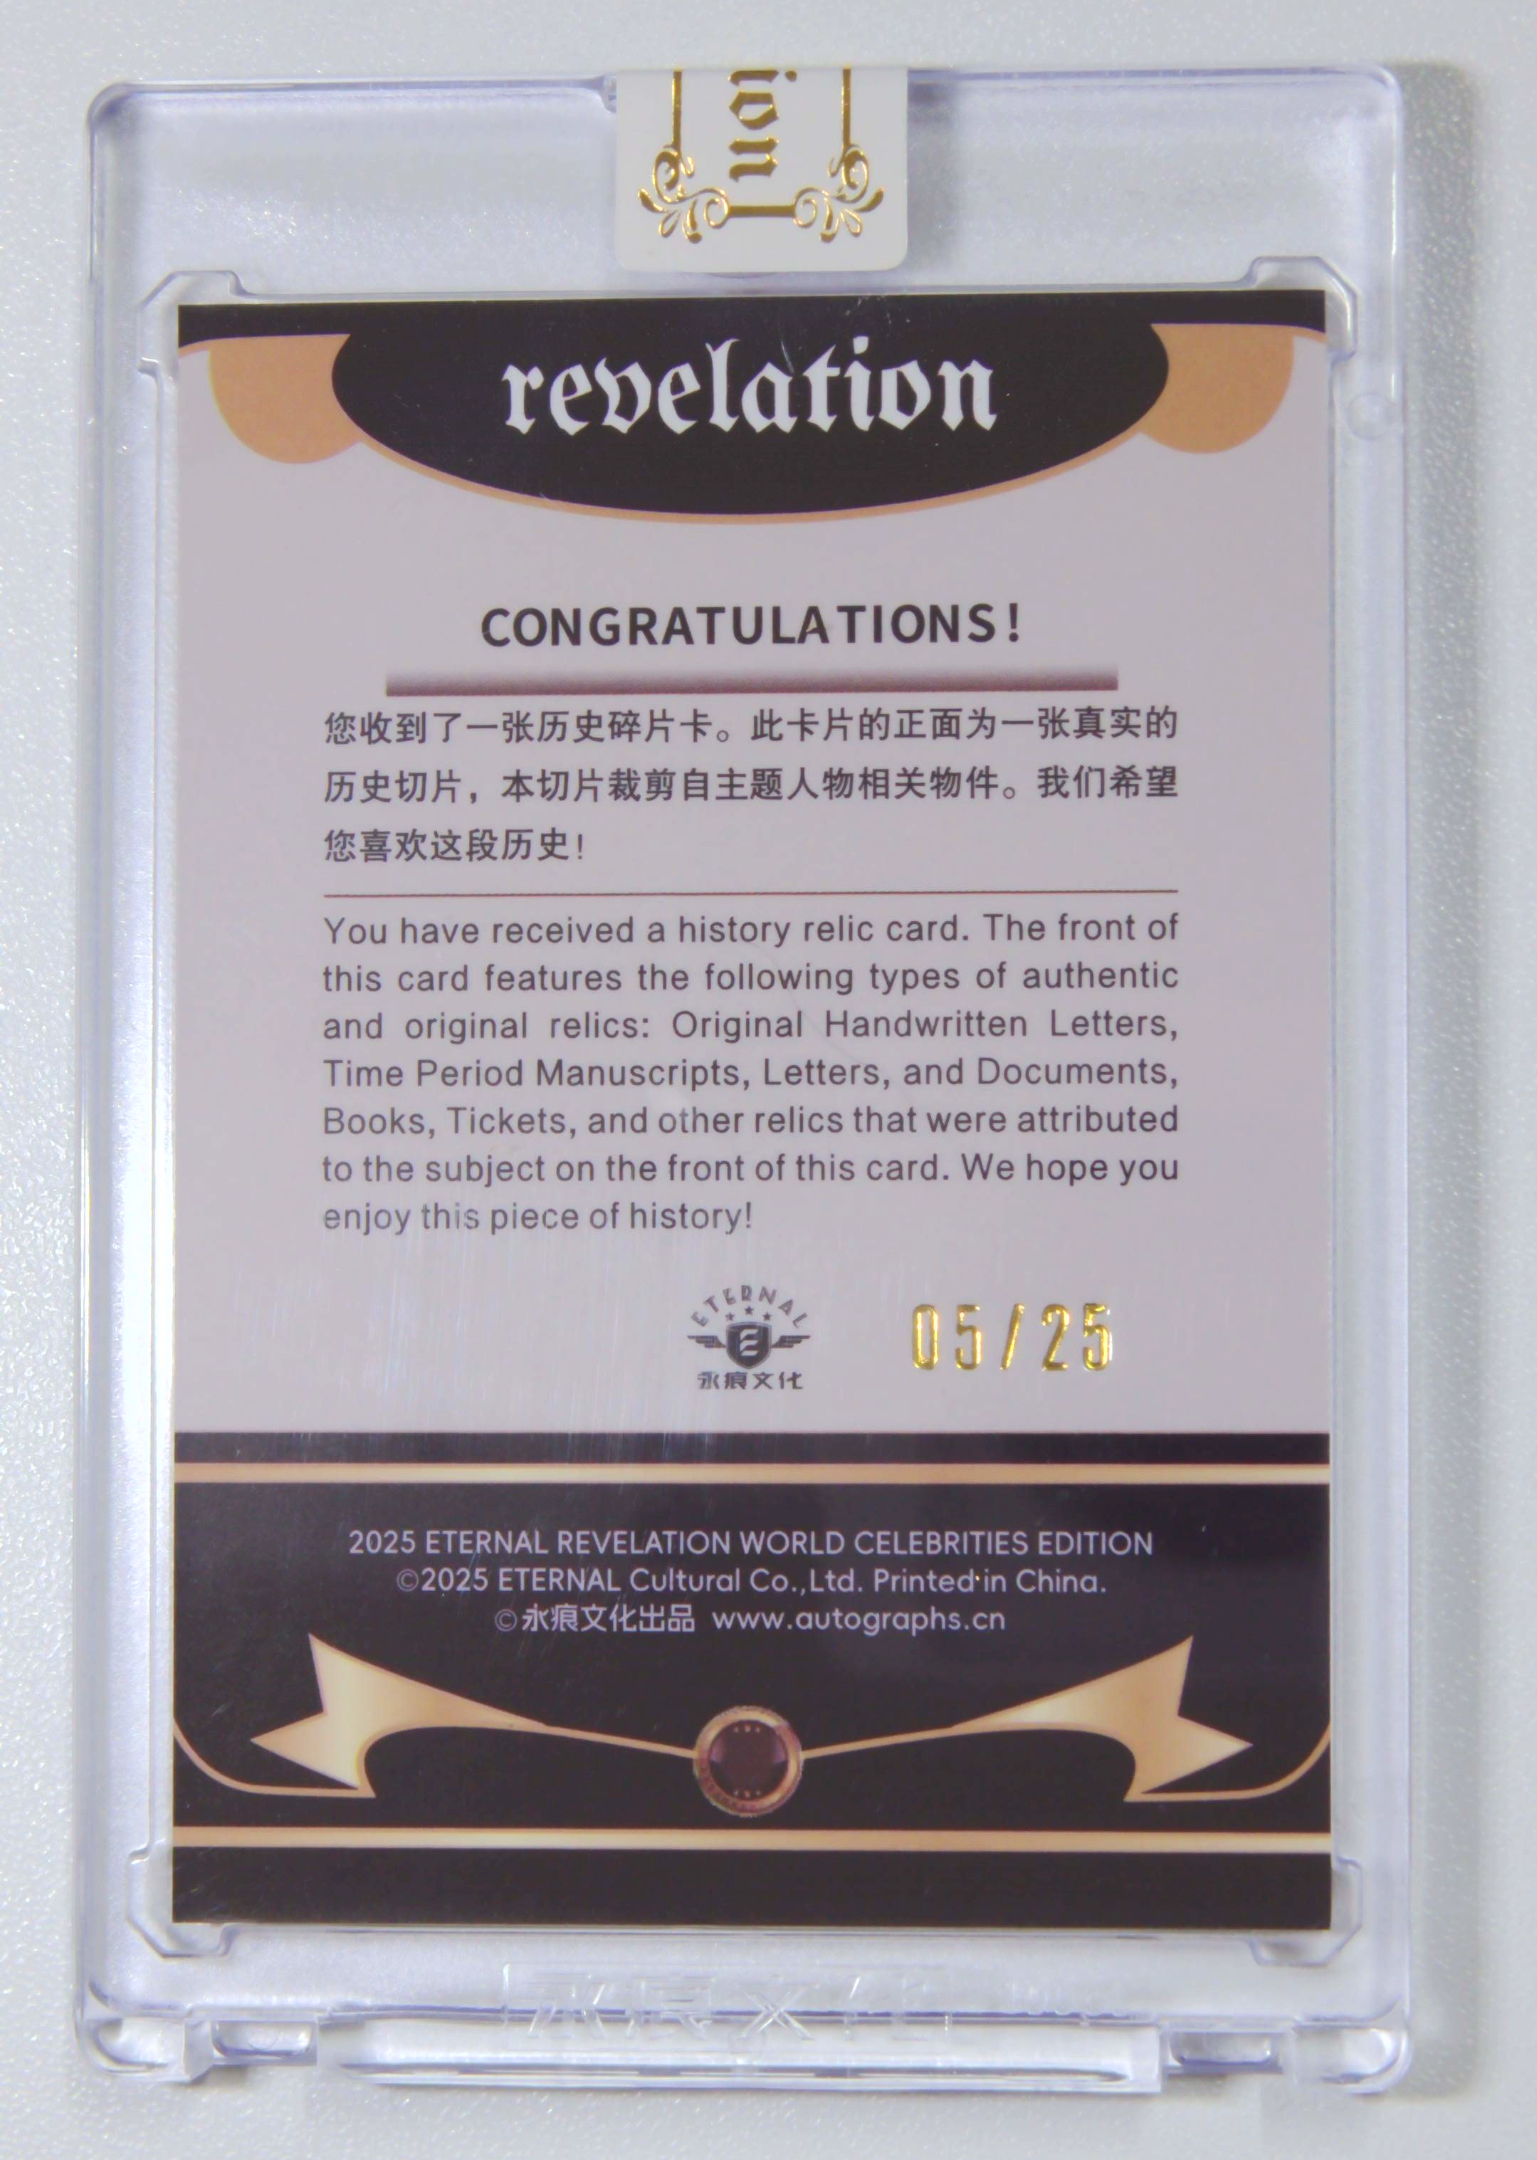 ion
revelation
CONGRATULATIONS!
您收到了一张历史碎片卡。此卡片的正面为一张真实的
历史切片，本切片裁剪自主题人物相关物件。我们希望
您喜欢这段历史!
You have received a history relic card. The front of
this card features the following types of authentic
and original relics: Original Handwritten Letters,
Time Period Manuscripts, Letters, and Documents,
Books, Tickets, and other relics that were attributed
to the subject on the front of this card. We hope you
enjoy this piece of history!
ETERNAL
永痕文化
05/25
2025 ETERNAL REVELATION WORLD CELEBRITIES EDITION
©2025 ETERNAL Cultural Co.,Ltd. Printed in China.
©永痕文化出品 www.autographs.cn
永痕文化